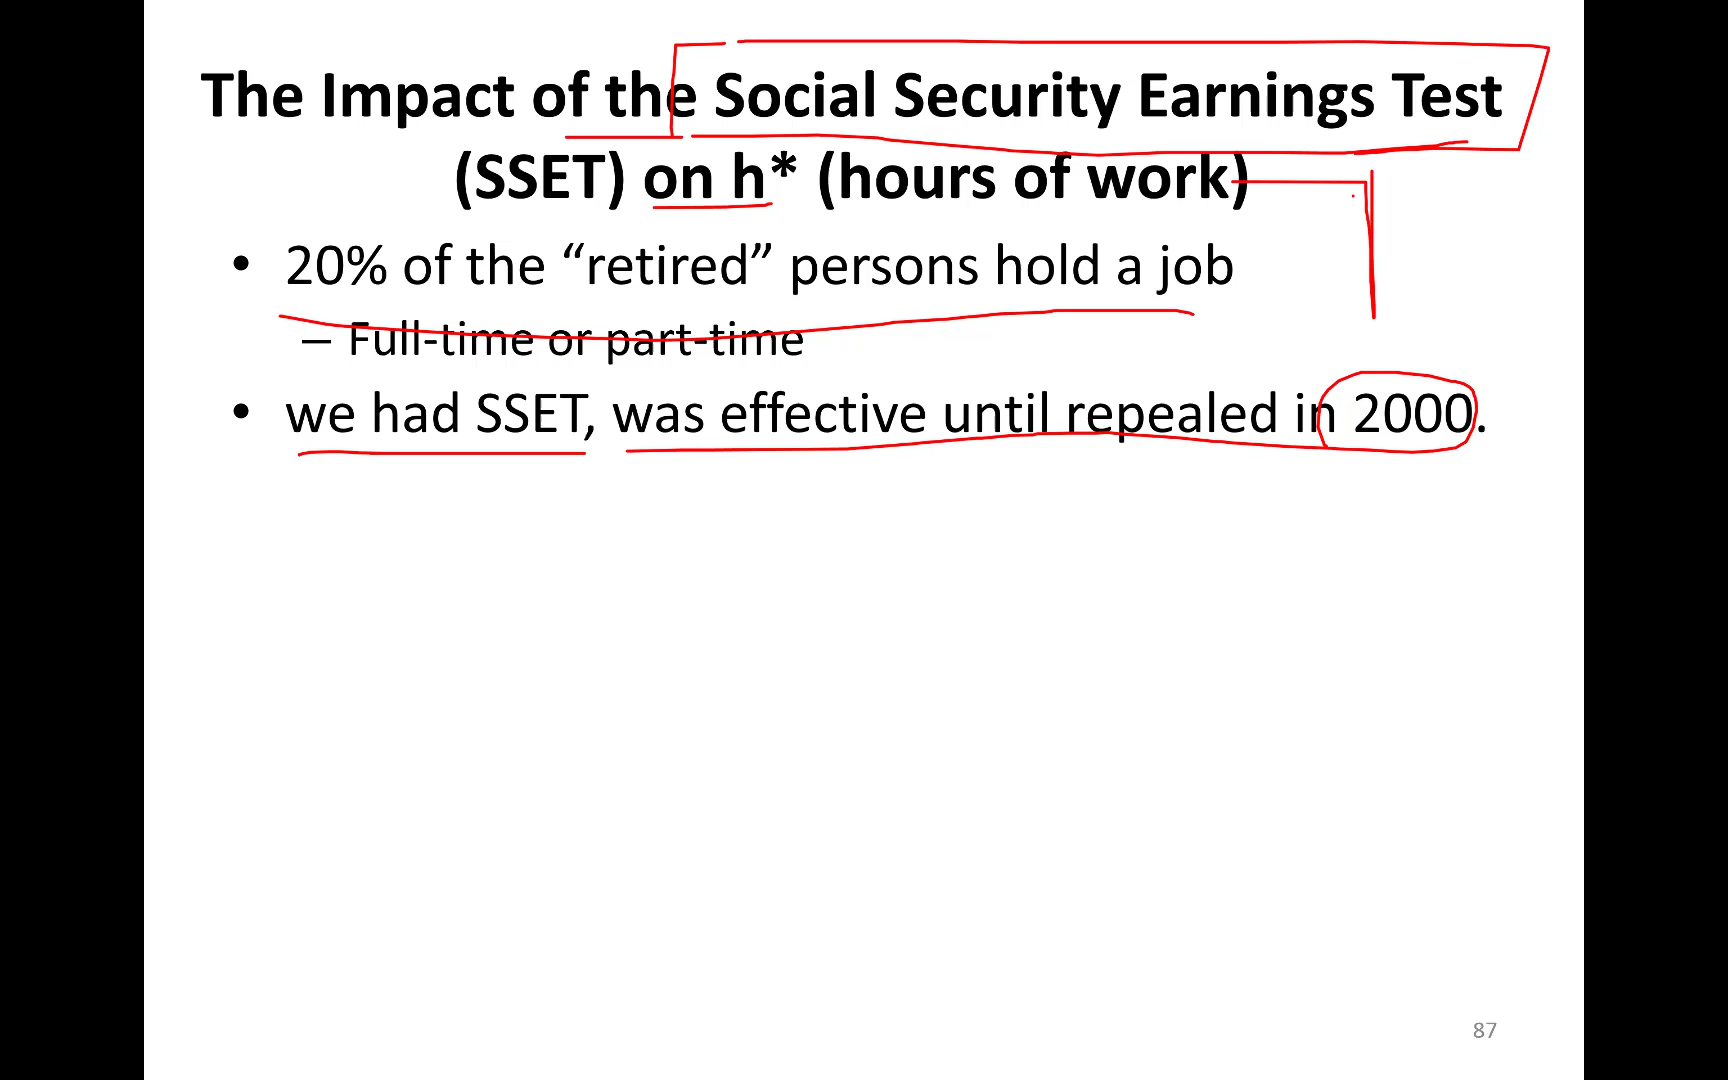 The Impact of the Social Security Earnings Test
(SSET) on h* (hours of work)
• 20% of the “retired” persons hold a job
– Full-time or part-time
• we had SSET, was effective until repealed in 2000.
87